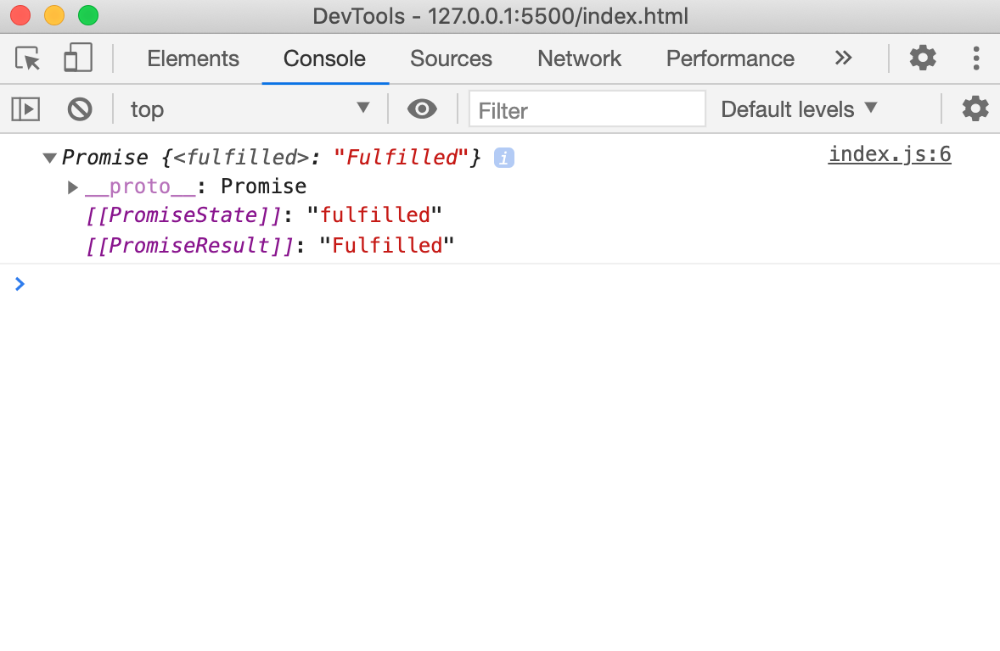 DevTools - 127.0.0.1:5500/index.html
Elements Console Sources Network Performance »
top ▼ Filter Default levels ▼
▼Promise {<fulfilled>: "Fulfilled"} i index.js:6
▶__proto__: Promise
[[PromiseState]]: "fulfilled"
[[PromiseResult]]: "Fulfilled"
>